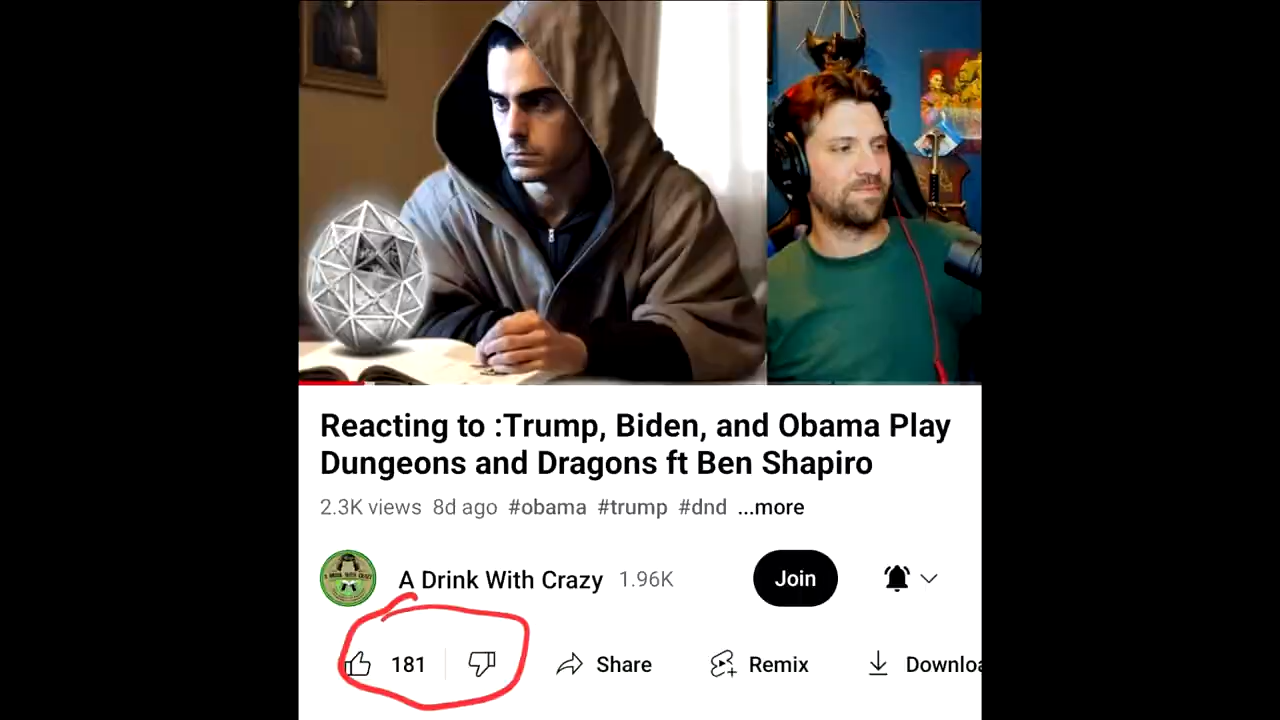 Reacting to :Trump, Biden, and Obama Play
Dungeons and Dragons ft Ben Shapiro
2.3K views 8d ago #obama #trump #dnd ...more
A Drink With Crazy 1.96K
Join
181
Share
Remix
Downloa